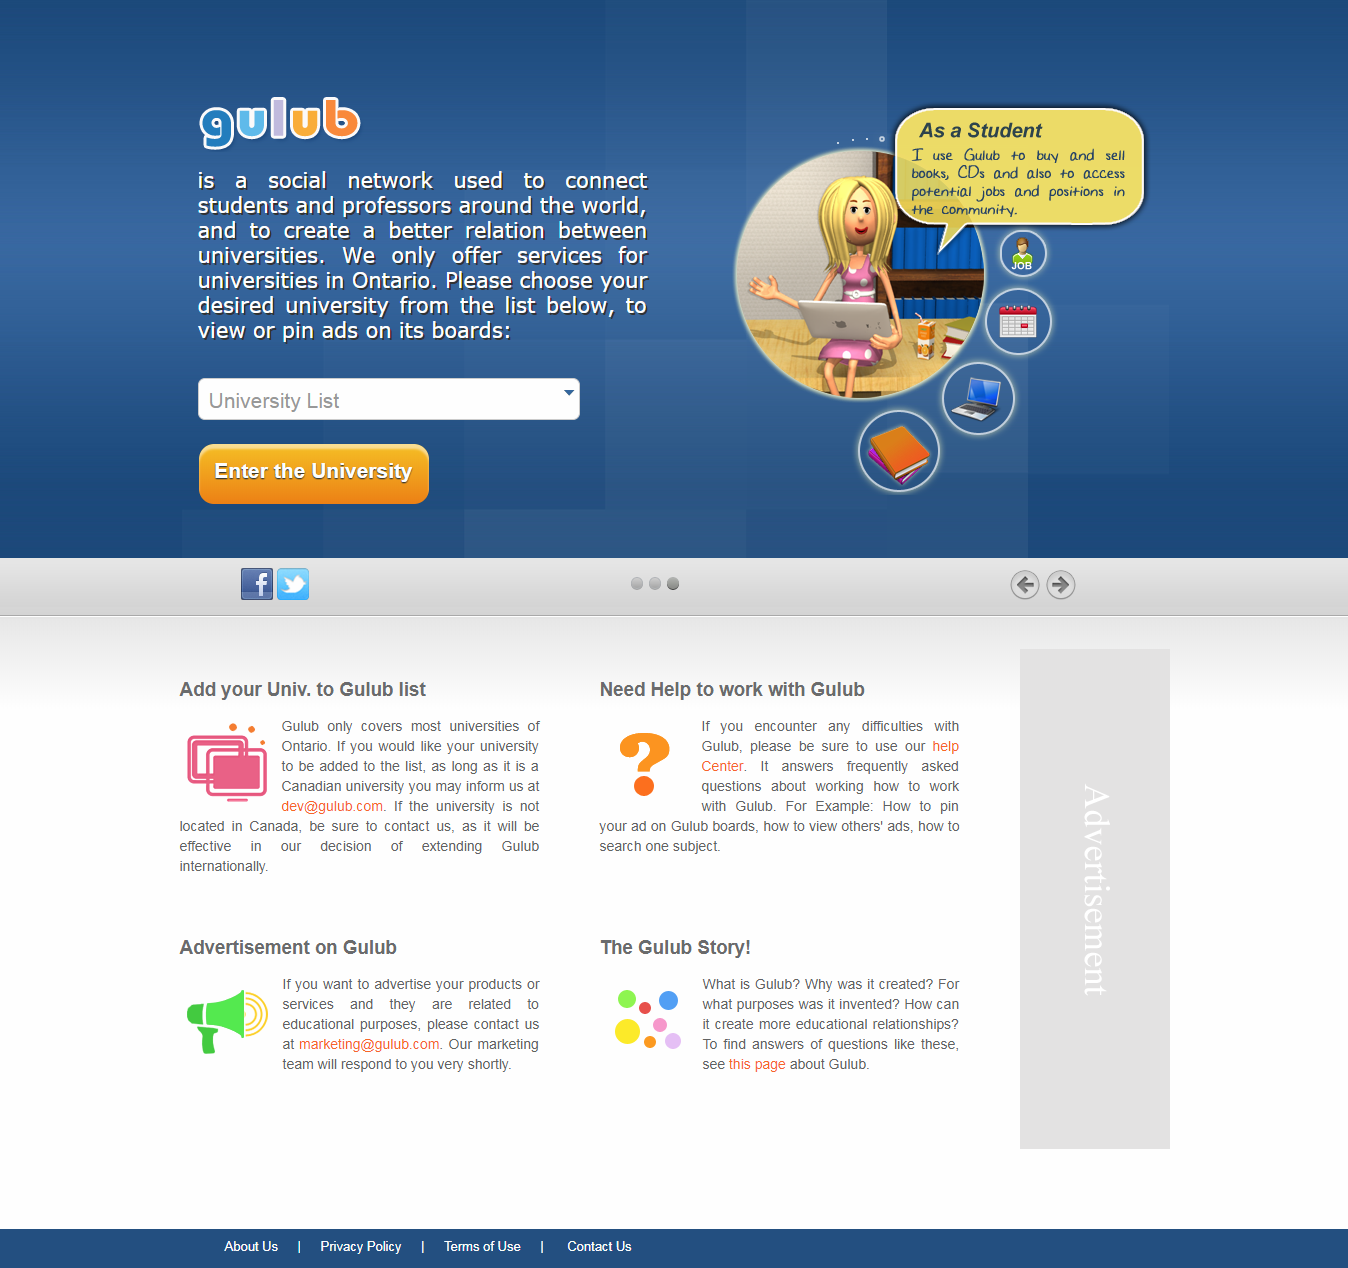 gulub
is a social network used to connect
students and professors around the world,
and to create a better relation between
universities. We only offer services for
universities in Ontario. Please choose your
desired university from the list below, to
view or pin ads on its boards:
University List
Enter the University
As a Student
I use Gulub to buy and sell
books, CDs and also to access
potential jobs and positions in
the community.
JOB
Add your Univ. to Gulub list
Gulub only covers most universities of
Ontario. If you would like your university
to be added to the list, as long as it is a
Canadian university you may inform us at
dev@gulub.com. If the university is not
located in Canada, be sure to contact us, as it will be
effective in our decision of extending Gulub
internationally.
Need Help to work with Gulub
If you encounter any difficulties with
Gulub, please be sure to use our help
Center. It answers frequently asked
questions about working how to work
with Gulub. For Example: How to pin
your ad on Gulub boards, how to view others' ads, how to
search one subject.
Advertisement
Advertisement on Gulub
If you want to advertise your products or
services and they are related to
educational purposes, please contact us
at marketing@gulub.com. Our marketing
team will respond to you very shortly.
The Gulub Story!
What is Gulub? Why was it created? For
what purposes was it invented? How can
it create more educational relationships?
To find answers of questions like these,
see this page about Gulub.
About Us | Privacy Policy | Terms of Use | Contact Us